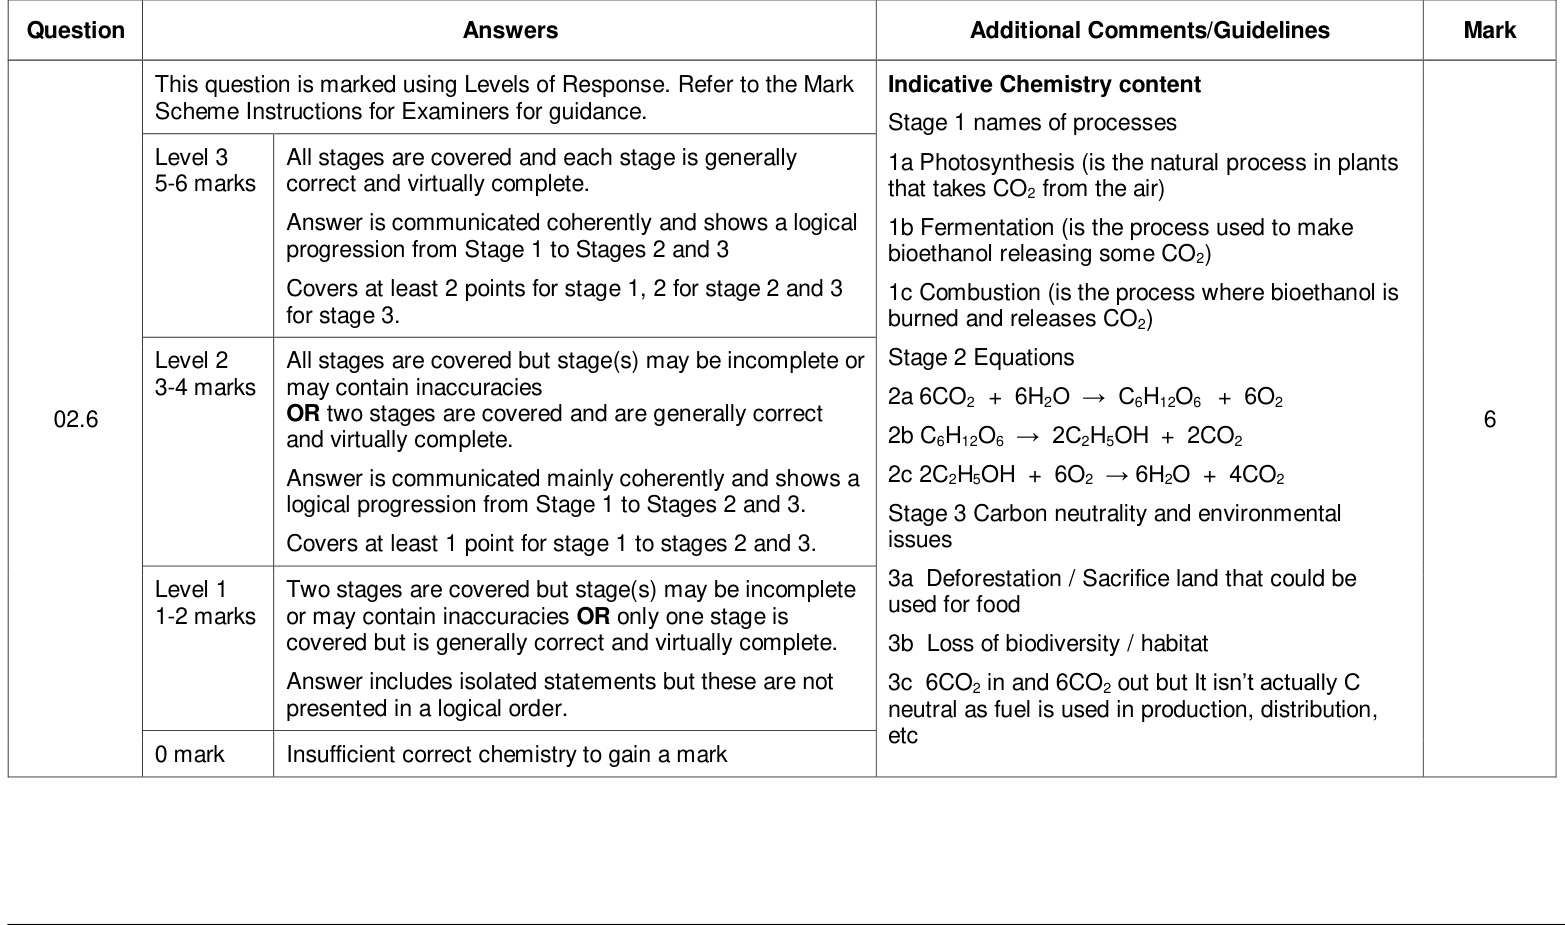 Question
Answers
Additional Comments/Guidelines
Mark
02.6
This question is marked using Levels of Response. Refer to the Mark
Scheme Instructions for Examiners for guidance.
Level 3
5-6 marks
All stages are covered and each stage is generally
correct and virtually complete.
Answer is communicated coherently and shows a logical
progression from Stage 1 to Stages 2 and 3
Covers at least 2 points for stage 1, 2 for stage 2 and 3
for stage 3.
Level 2
3-4 marks
All stages are covered but stage(s) may be incomplete or
may contain inaccuracies
OR two stages are covered and are generally correct
and virtually complete.
Answer is communicated mainly coherently and shows a
logical progression from Stage 1 to Stages 2 and 3.
Covers at least 1 point for stage 1 to stages 2 and 3.
Level 1
1-2 marks
Two stages are covered but stage(s) may be incomplete
or may contain inaccuracies OR only one stage is
covered but is generally correct and virtually complete.
Answer includes isolated statements but these are not
presented in a logical order.
0 mark
Insufficient correct chemistry to gain a mark
Indicative Chemistry content
Stage 1 names of processes
1a Photosynthesis (is the natural process in plants
that takes CO₂ from the air)
1b Fermentation (is the process used to make
bioethanol releasing some CO₂)
1c Combustion (is the process where bioethanol is
burned and releases CO₂)
Stage 2 Equations
2a 6CO₂ + 6H₂O → C₆H₁₂O₆ + 6O₂
2b C₆H₁₂O₆ → 2C₂H₅OH + 2CO₂
2c 2C₂H₅OH + 6O₂ → 6H₂O + 4CO₂
Stage 3 Carbon neutrality and environmental
issues
3a Deforestation / Sacrifice land that could be
used for food
3b Loss of biodiversity / habitat
3c 6CO₂ in and 6CO₂ out but It isn’t actually C
neutral as fuel is used in production, distribution,
etc
6